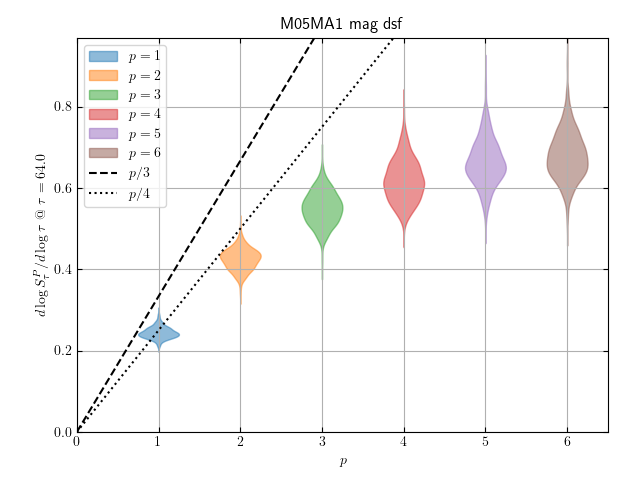 M05MA1 mag dsf
p = 1
p = 2
p = 3
p = 4
p = 5
p = 6
p/3
p/4
d log S_τ^P / d log τ @ τ = 64.0
0.8
0.6
0.4
0.2
0.0
0 1 2 3 4 5 6
p